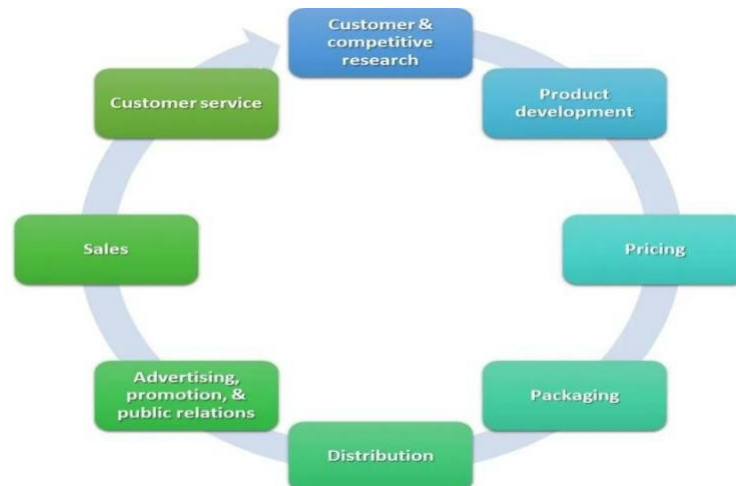 Customer &
competitive
research
Product
development
Pricing
Packaging
Distribution
Advertising,
promotion, &
public relations
Sales
Customer service